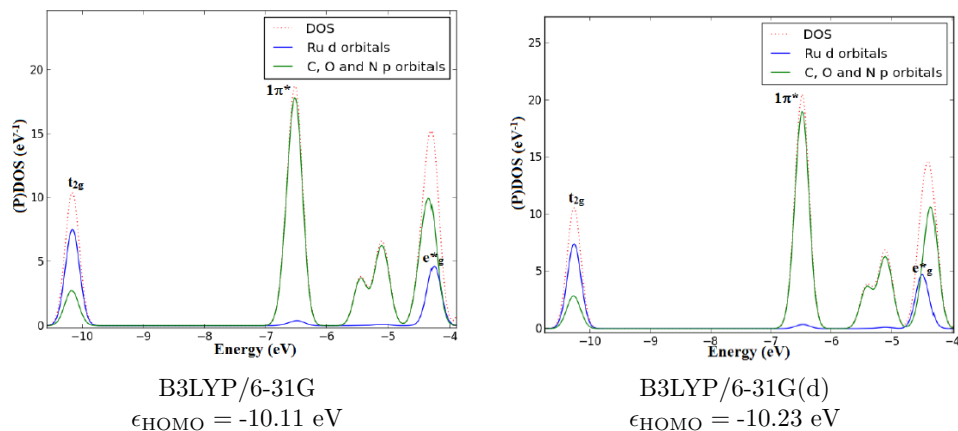 DOS
Ru d orbitals
C, O and N p orbitals
20
15
10
5
0
(P)DOS (eV⁻¹)
t₂g
1π*
e*g
−10
−9
−8
−7
−6
−5
−4
Energy (eV)
B3LYP/6-31G
ϵHOMO = -10.11 eV
DOS
Ru d orbitals
C, O and N p orbitals
25
20
15
10
5
0
(P)DOS (eV⁻¹)
t₂g
1π*
e*g
−10
−9
−8
−7
−6
−5
−4
Energy (eV)
B3LYP/6-31G(d)
ϵHOMO = -10.23 eV